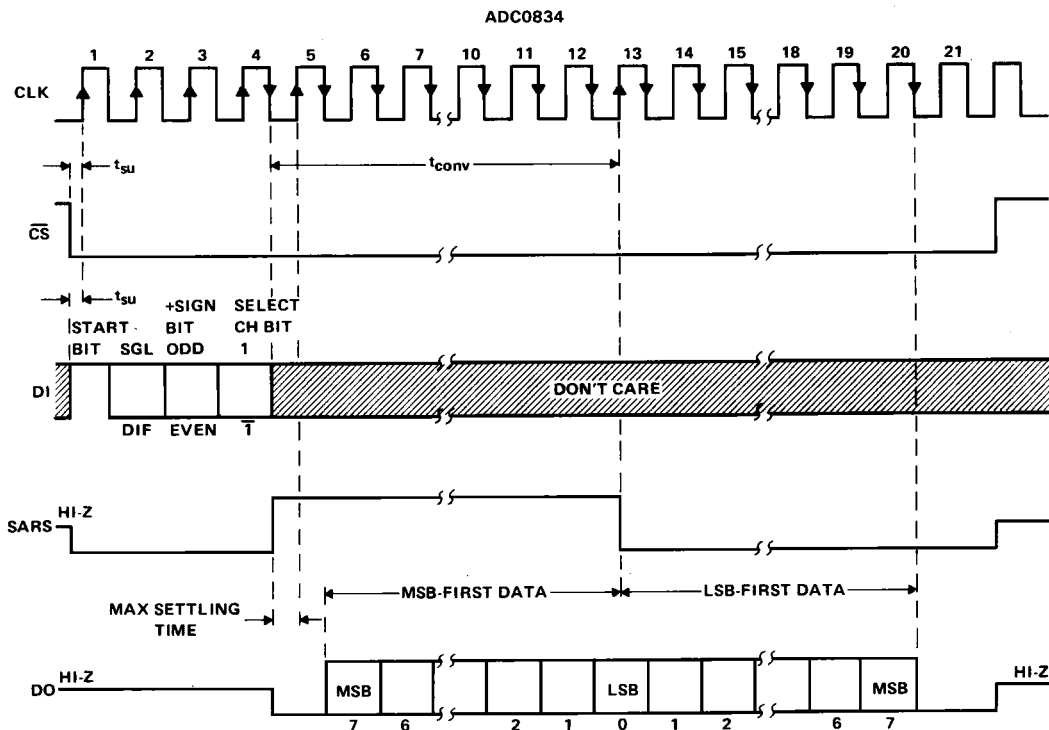 ADC0834
1 2 3 4 5 6 7 10 11 12 13 14 15 18 19 20 21
CLK
tsu
tconv
CS
tsu
+SIGN SELECT
START BIT CH BIT
BIT SGL ODD 1
DI
DON'T CARE
DIF EVEN 1
HI-Z
SARS
MSB-FIRST DATA LSB-FIRST DATA
MAX SETTLING
TIME
HI-Z HI-Z
DO
MSB LSB MSB
7 6 2 1 0 1 2 6 7